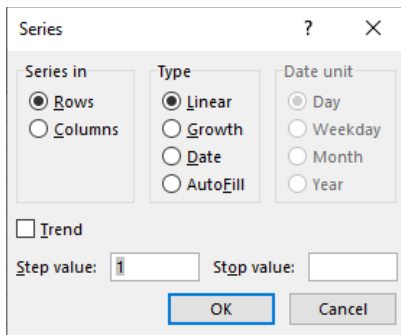 Series ?
Series in
Rows
Columns
Type
Linear
Growth
Date
AutoFill
Date unit
Day
Weekday
Month
Year
Trend
Step value: 1 Stop value:
OK Cancel